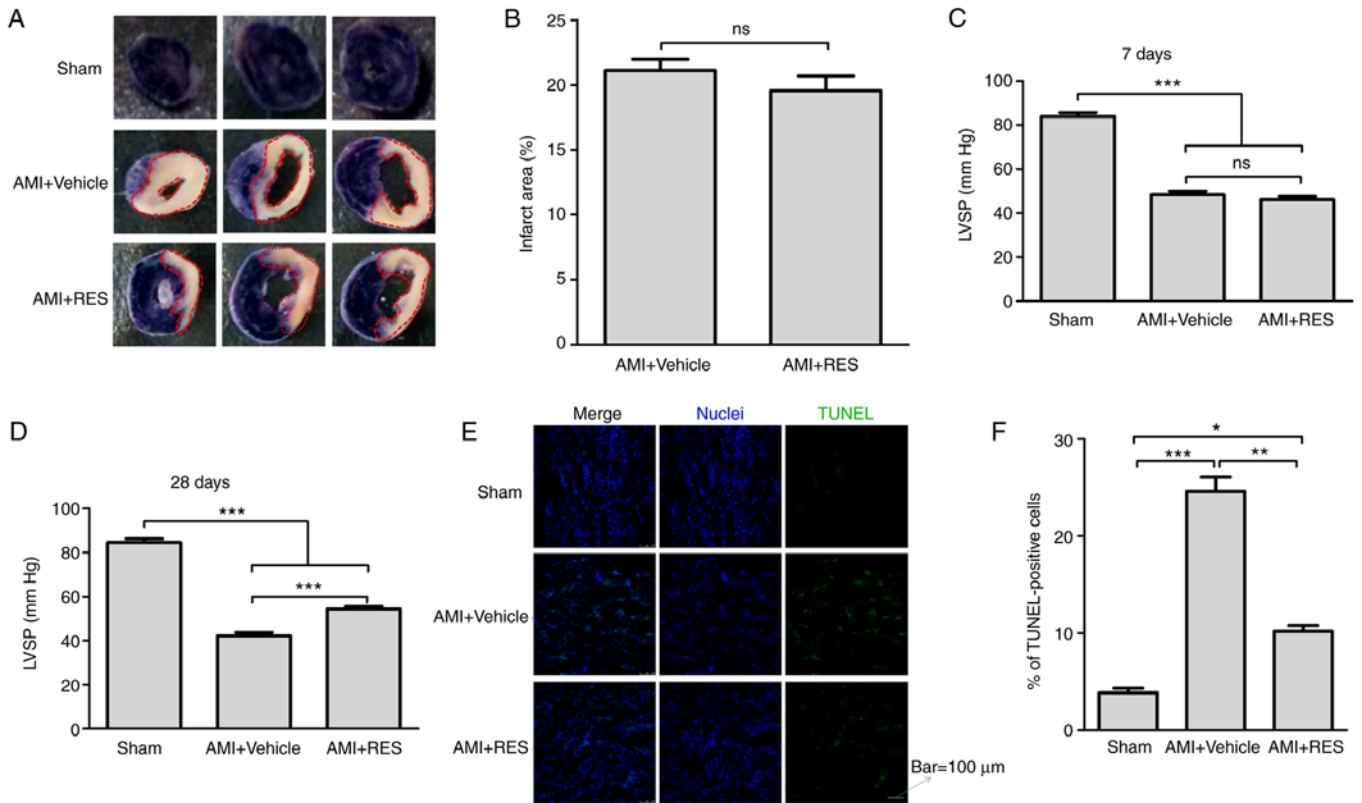 A
Sham
AMI+Vehicle
AMI+RES
B
ns
25
20
15
10
5
0
Infarct area (%)
AMI+Vehicle
AMI+RES
C
7 days
***
ns
100
80
60
40
20
0
LVSP (mm Hg)
Sham
AMI+Vehicle
AMI+RES
D
28 days
***
***
100
80
60
40
20
0
LVSP (mm Hg)
Sham
AMI+Vehicle
AMI+RES
E
Merge
Nuclei
TUNEL
Sham
AMI+Vehicle
AMI+RES
Bar=100 μm
F
*
***
**
30
20
10
0
% of TUNEL-positive cells
Sham
AMI+Vehicle
AMI+RES